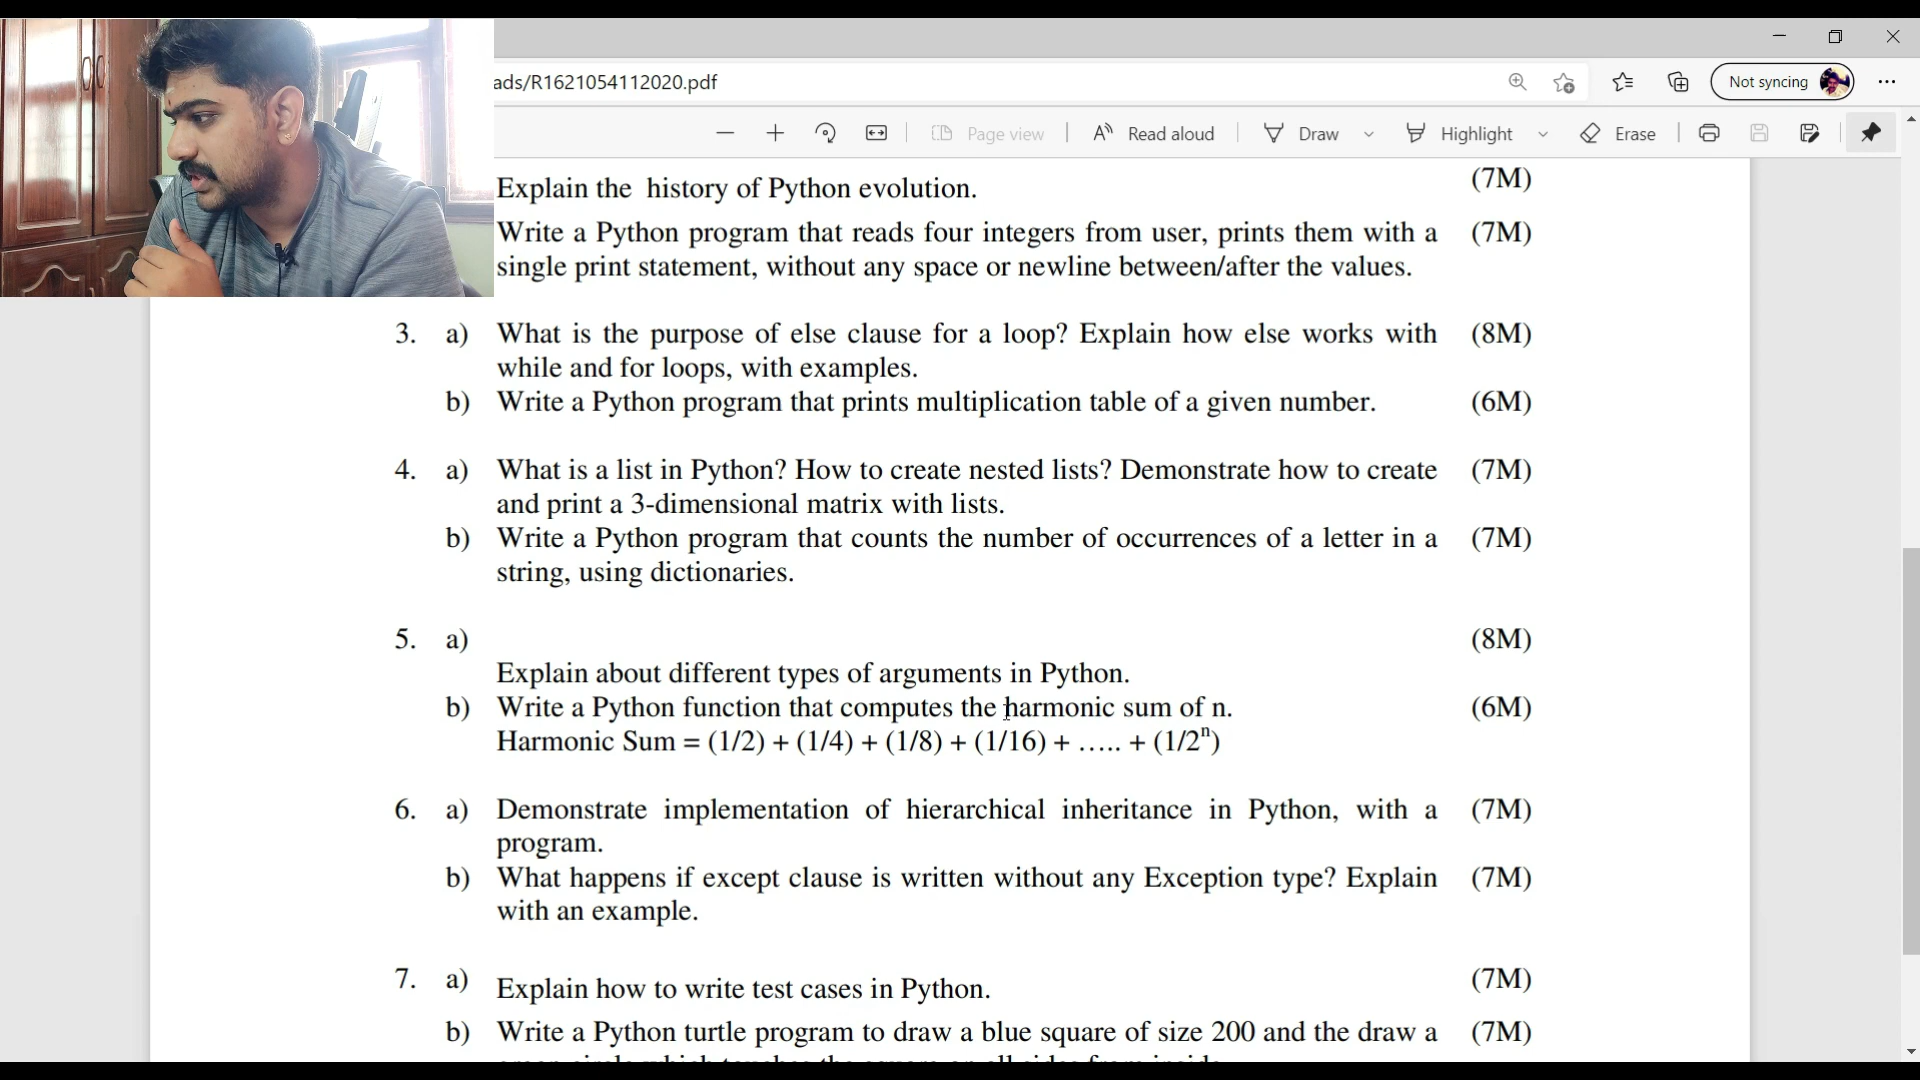 ads/R1621054112020.pdf
Not syncing
Page view
Read aloud
Draw
Highlight
Erase
Explain the history of Python evolution. (7M)
Write a Python program that reads four integers from user, prints them with a (7M)
single print statement, without any space or newline between/after the values.
3. a) What is the purpose of else clause for a loop? Explain how else works with (8M)
while and for loops, with examples.
b) Write a Python program that prints multiplication table of a given number. (6M)
4. a) What is a list in Python? How to create nested lists? Demonstrate how to create (7M)
and print a 3-dimensional matrix with lists.
b) Write a Python program that counts the number of occurrences of a letter in a (7M)
string, using dictionaries.
5. a) (8M)
Explain about different types of arguments in Python.
b) Write a Python function that computes the harmonic sum of n. (6M)
Harmonic Sum = (1/2) + (1/4) + (1/8) + (1/16) + ..... + (1/2ⁿ)
6. a) Demonstrate implementation of hierarchical inheritance in Python, with a (7M)
program.
b) What happens if except clause is written without any Exception type? Explain (7M)
with an example.
7. a) Explain how to write test cases in Python. (7M)
b) Write a Python turtle program to draw a blue square of size 200 and the draw a (7M)